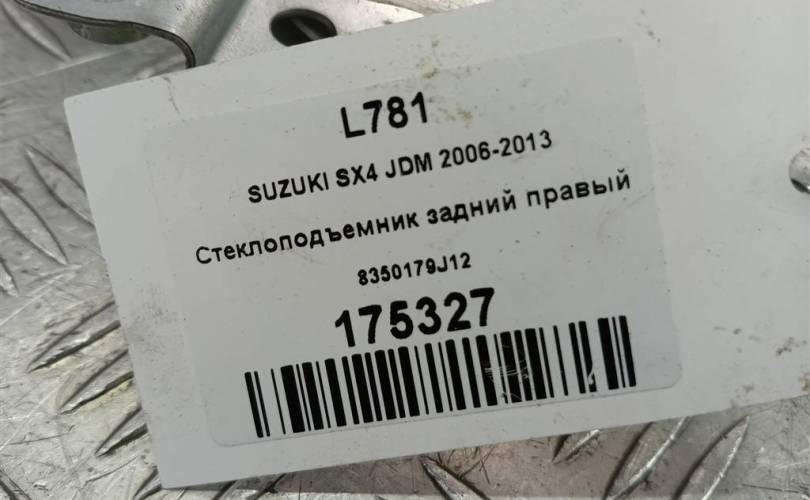 L781
SUZUKI SX4 JDM 2006-2013
Стеклоподъемник задний правый
8350179J12
175327